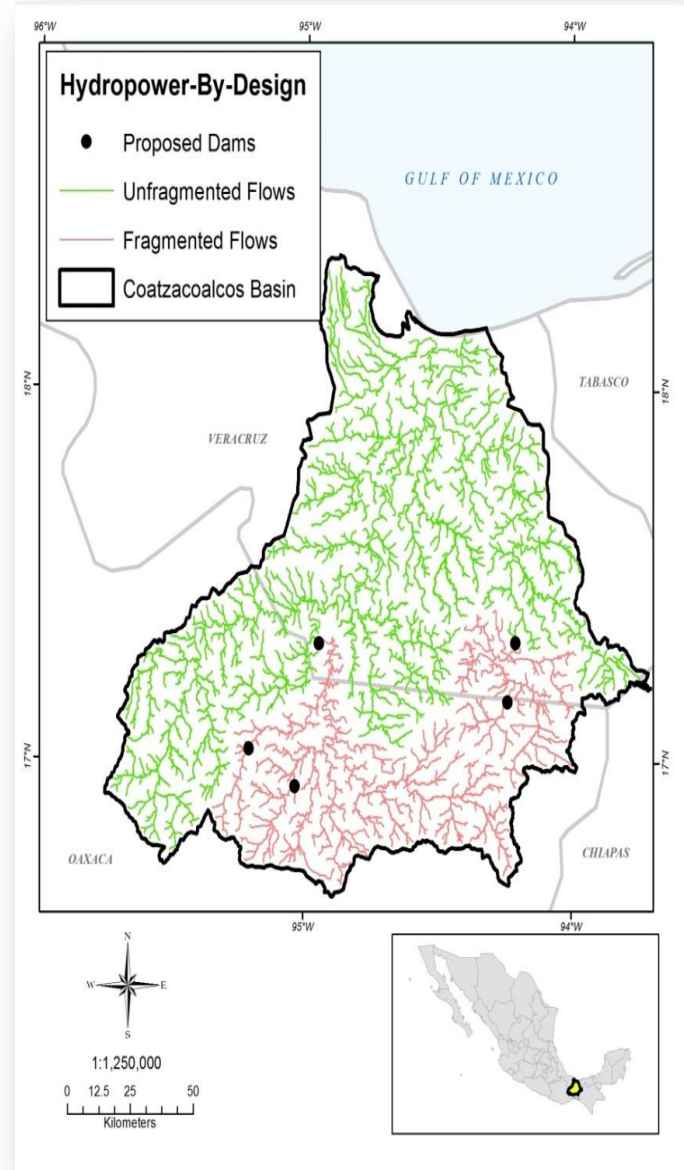 96°W 95°W 94°W
Hydropower-By-Design
Proposed Dams
Unfragmented Flows
Fragmented Flows
Coatzacoalcos Basin
GULF OF MEXICO
18°N 18°N
TABASCO
VERACRUZ
17°N 17°N
OAXACA
CHIAPAS
95°W 94°W
N
W E
S
1:1,250,000
0 12.5 25 50
Kilometers